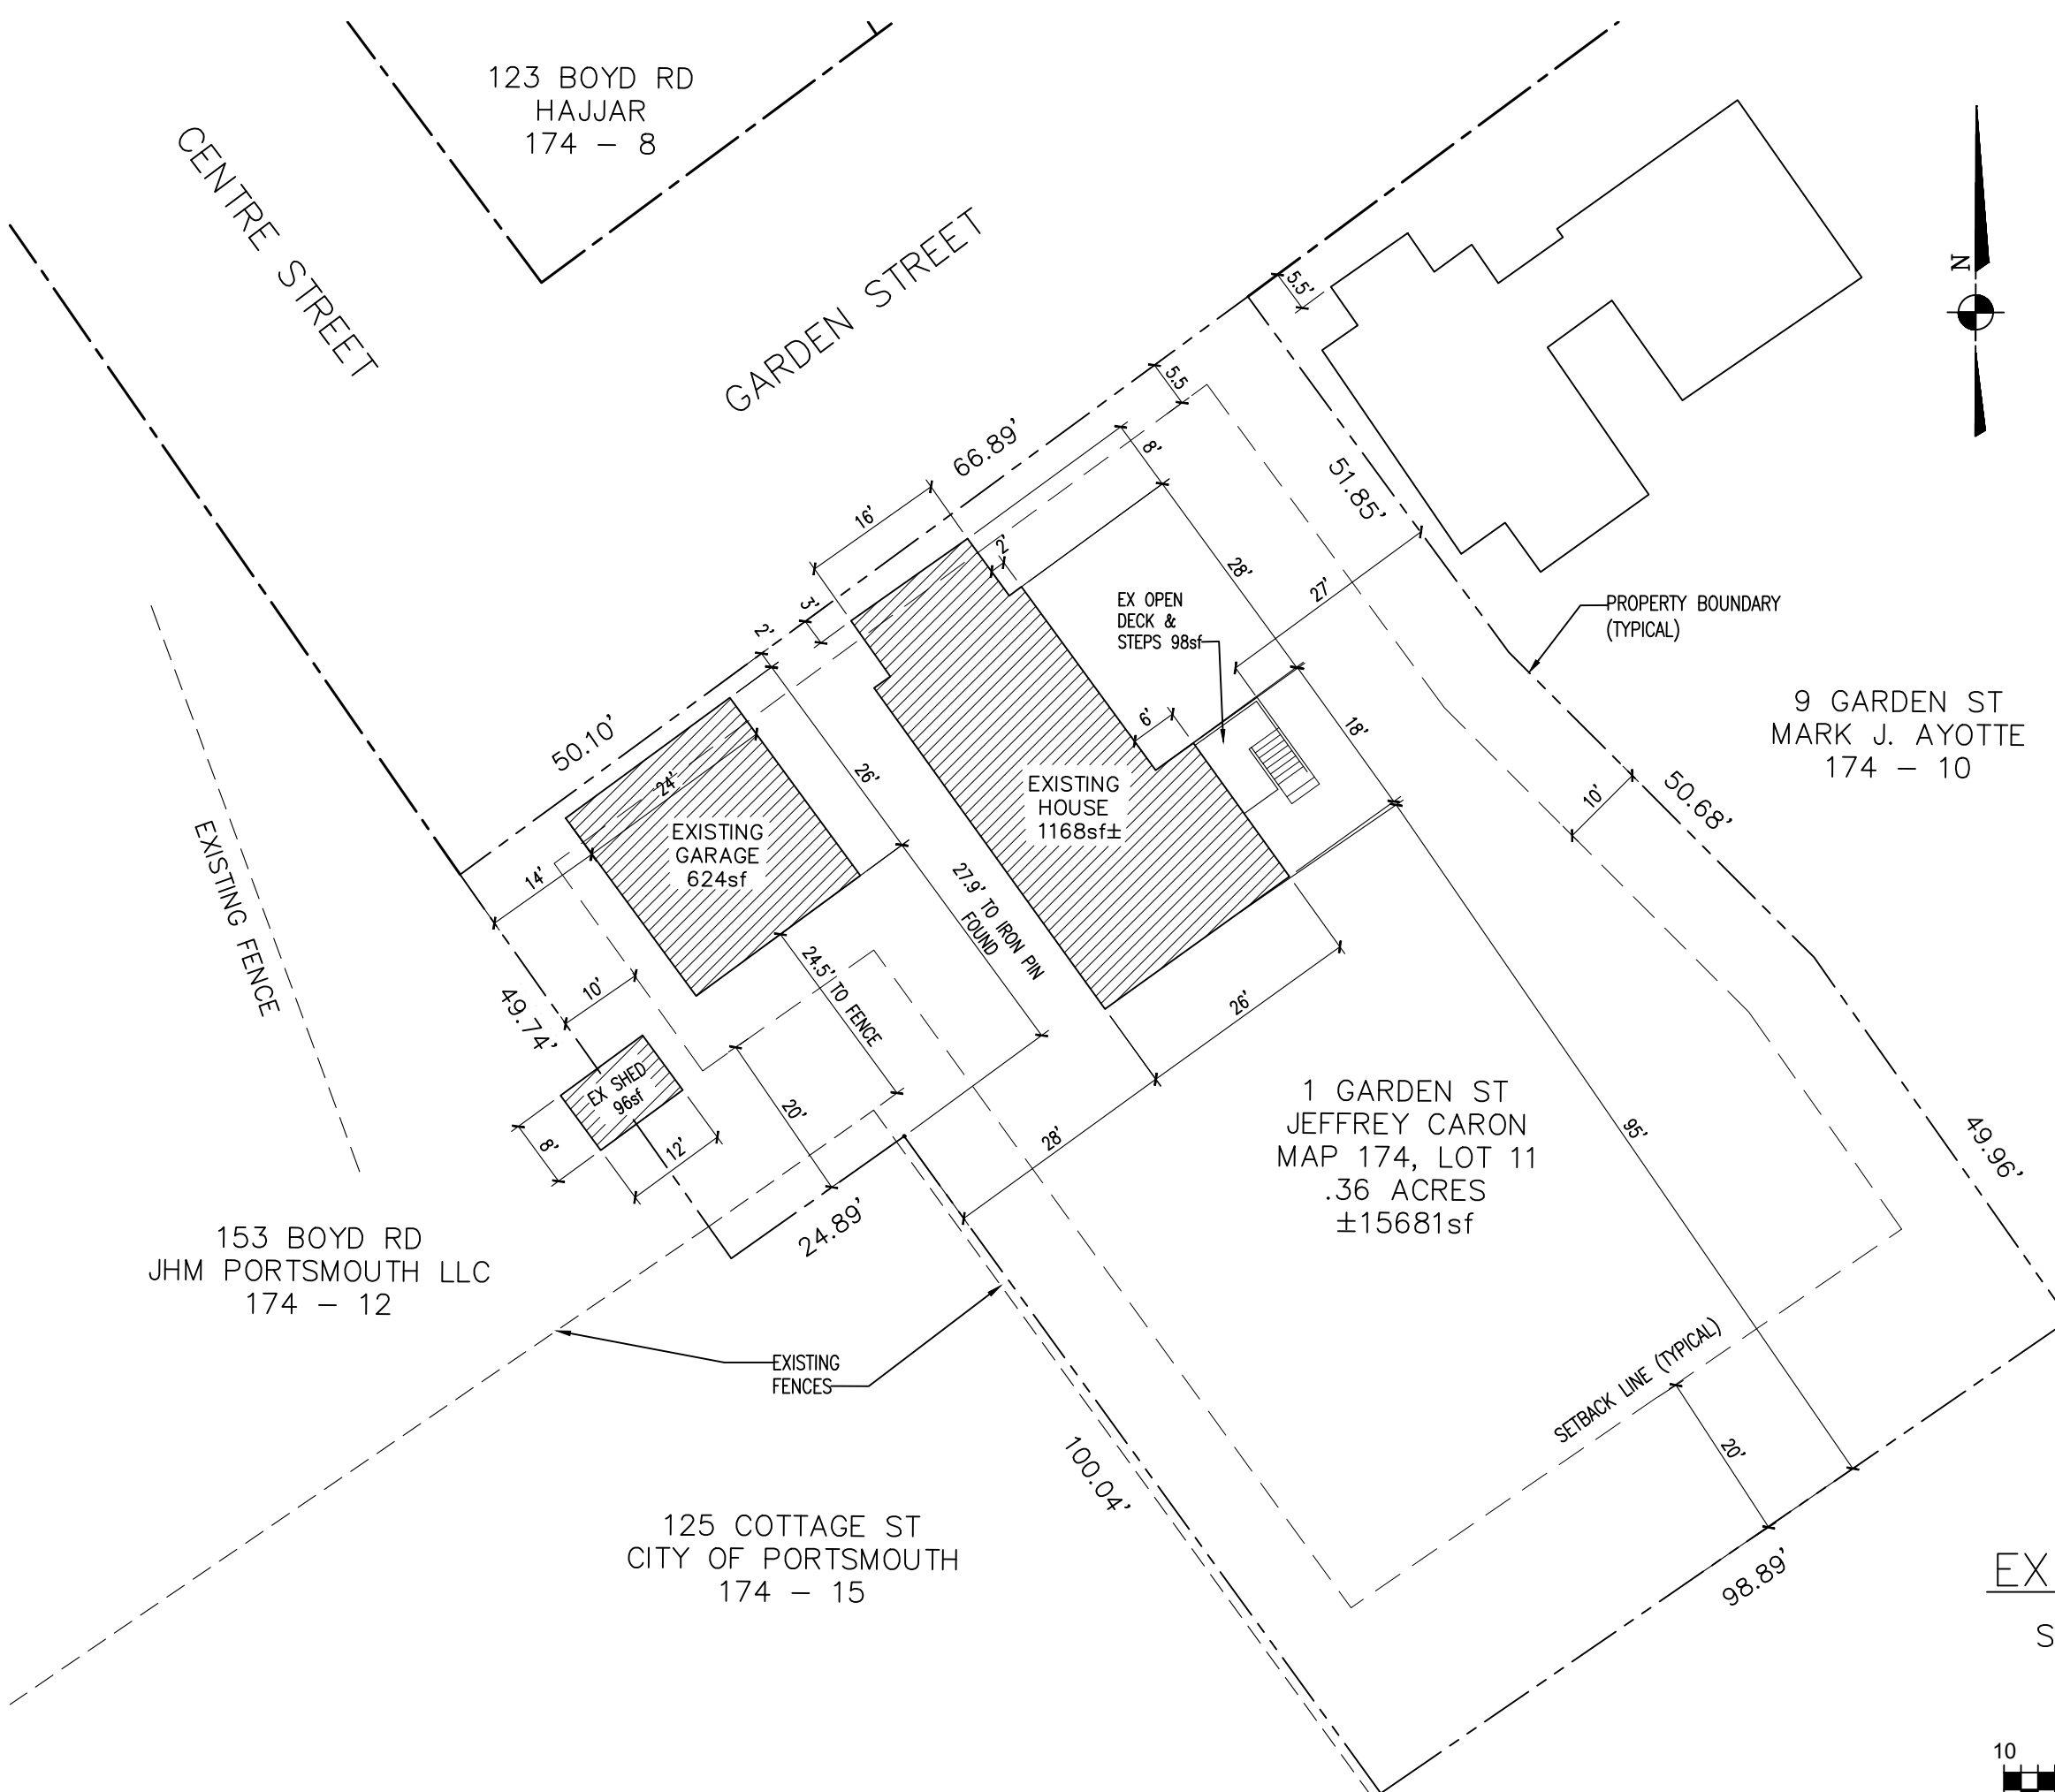 123 BOYD RD
HAJJAR
174 – 8
CENTRE STREET
GARDEN STREET
N
5.5'
5.5
66.89'
8'
51.85'
16'
2'
28'
27'
EX OPEN
DECK &
STEPS 98sf
PROPERTY BOUNDARY
(TYPICAL)
3'
2'
50.10'
9 GARDEN ST
MARK J. AYOTTE
174 – 10
6'
18'
24'
26'
EXISTING
HOUSE
1168sf±
10'
50.68'
EXISTING
GARAGE
624sf
EXISTING FENCE
14'
27.9' TO IRON PIN
FOUND
24.5' TO FENCE
10'
49.74'
26'
EX SHED
96sf
20'
8'
12'
28'
1 GARDEN ST
JEFFREY CARON
MAP 174, LOT 11
.36 ACRES
±15681sf
95'
49.96'
24.89'
153 BOYD RD
JHM PORTSMOUTH LLC
174 – 12
EXISTING
FENCES
SETBACK LINE (TYPICAL)
20'
100.04'
125 COTTAGE ST
CITY OF PORTSMOUTH
174 – 15
98.89'
EX
S
10